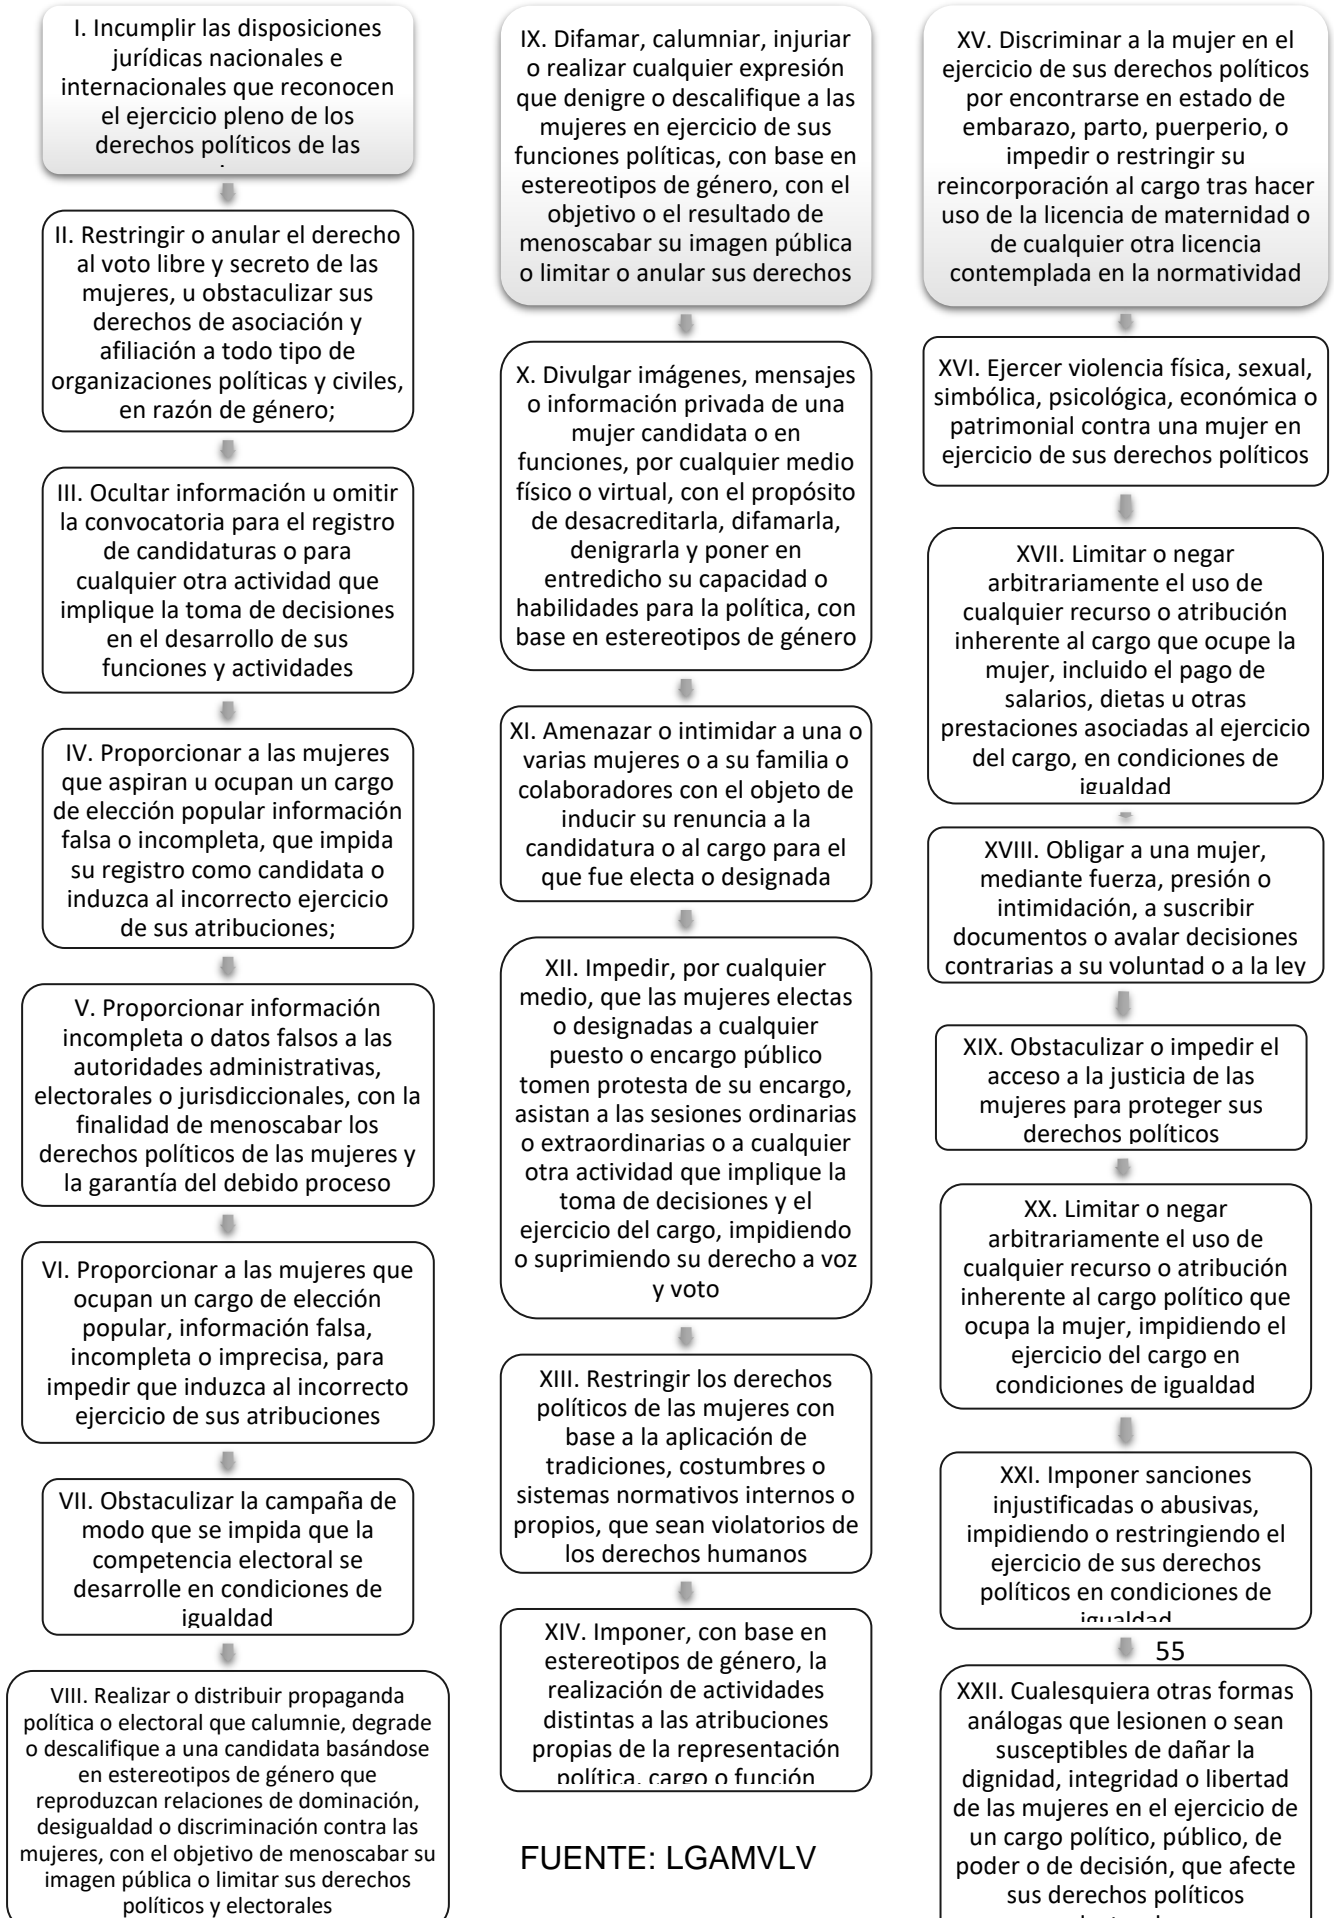 I. Incumplir las disposiciones
jurídicas nacionales e
internacionales que reconocen
el ejercicio pleno de los
derechos políticos de las
II. Restringir o anular el derecho
al voto libre y secreto de las
mujeres, u obstaculizar sus
derechos de asociación y
afiliación a todo tipo de
organizaciones políticas y civiles,
en razón de género;
III. Ocultar información u omitir
la convocatoria para el registro
de candidaturas o para
cualquier otra actividad que
implique la toma de decisiones
en el desarrollo de sus
funciones y actividades
IV. Proporcionar a las mujeres
que aspiran u ocupan un cargo
de elección popular información
falsa o incompleta, que impida
su registro como candidata o
induzca al incorrecto ejercicio
de sus atribuciones;
V. Proporcionar información
incompleta o datos falsos a las
autoridades administrativas,
electorales o jurisdiccionales, con la
finalidad de menoscabar los
derechos políticos de las mujeres y
la garantía del debido proceso
VI. Proporcionar a las mujeres que
ocupan un cargo de elección
popular, información falsa,
incompleta o imprecisa, para
impedir que induzca al incorrecto
ejercicio de sus atribuciones
VII. Obstaculizar la campaña de
modo que se impida que la
competencia electoral se
desarrolle en condiciones de
igualdad
VIII. Realizar o distribuir propaganda
política o electoral que calumnie, degrade
o descalifique a una candidata basándose
en estereotipos de género que
reproduzcan relaciones de dominación,
desigualdad o discriminación contra las
mujeres, con el objetivo de menoscabar su
imagen pública o limitar sus derechos
políticos y electorales
IX. Difamar, calumniar, injuriar
o realizar cualquier expresión
que denigre o descalifique a las
mujeres en ejercicio de sus
funciones políticas, con base en
estereotipos de género, con el
objetivo o el resultado de
menoscabar su imagen pública
o limitar o anular sus derechos
X. Divulgar imágenes, mensajes
o información privada de una
mujer candidata o en
funciones, por cualquier medio
físico o virtual, con el propósito
de desacreditarla, difamarla,
denigrarla y poner en
entredicho su capacidad o
habilidades para la política, con
base en estereotipos de género
XI. Amenazar o intimidar a una o
varias mujeres o a su familia o
colaboradores con el objeto de
inducir su renuncia a la
candidatura o al cargo para el
que fue electa o designada
XII. Impedir, por cualquier
medio, que las mujeres electas
o designadas a cualquier
puesto o encargo público
tomen protesta de su encargo,
asistan a las sesiones ordinarias
o extraordinarias o a cualquier
otra actividad que implique la
toma de decisiones y el
ejercicio del cargo, impidiendo
o suprimiendo su derecho a voz
y voto
XIII. Restringir los derechos
políticos de las mujeres con
base a la aplicación de
tradiciones, costumbres o
sistemas normativos internos o
propios, que sean violatorios de
los derechos humanos
XIV. Imponer, con base en
estereotipos de género, la
realización de actividades
distintas a las atribuciones
propias de la representación
política, cargo o función
FUENTE: LGAMVLV
XV. Discriminar a la mujer en el
ejercicio de sus derechos políticos
por encontrarse en estado de
embarazo, parto, puerperio, o
impedir o restringir su
reincorporación al cargo tras hacer
uso de la licencia de maternidad o
de cualquier otra licencia
contemplada en la normatividad
XVI. Ejercer violencia física, sexual,
simbólica, psicológica, económica o
patrimonial contra una mujer en
ejercicio de sus derechos políticos
XVII. Limitar o negar
arbitrariamente el uso de
cualquier recurso o atribución
inherente al cargo que ocupe la
mujer, incluido el pago de
salarios, dietas u otras
prestaciones asociadas al ejercicio
del cargo, en condiciones de
igualdad
XVIII. Obligar a una mujer,
mediante fuerza, presión o
intimidación, a suscribir
documentos o avalar decisiones
contrarias a su voluntad o a la ley
XIX. Obstaculizar o impedir el
acceso a la justicia de las
mujeres para proteger sus
derechos políticos
XX. Limitar o negar
arbitrariamente el uso de
cualquier recurso o atribución
inherente al cargo político que
ocupa la mujer, impidiendo el
ejercicio del cargo en
condiciones de igualdad
XXI. Imponer sanciones
injustificadas o abusivas,
impidiendo o restringiendo el
ejercicio de sus derechos
políticos en condiciones de
igualdad
55
XXII. Cualesquiera otras formas
análogas que lesionen o sean
susceptibles de dañar la
dignidad, integridad o libertad
de las mujeres en el ejercicio de
un cargo político, público, de
poder o de decisión, que afecte
sus derechos políticos